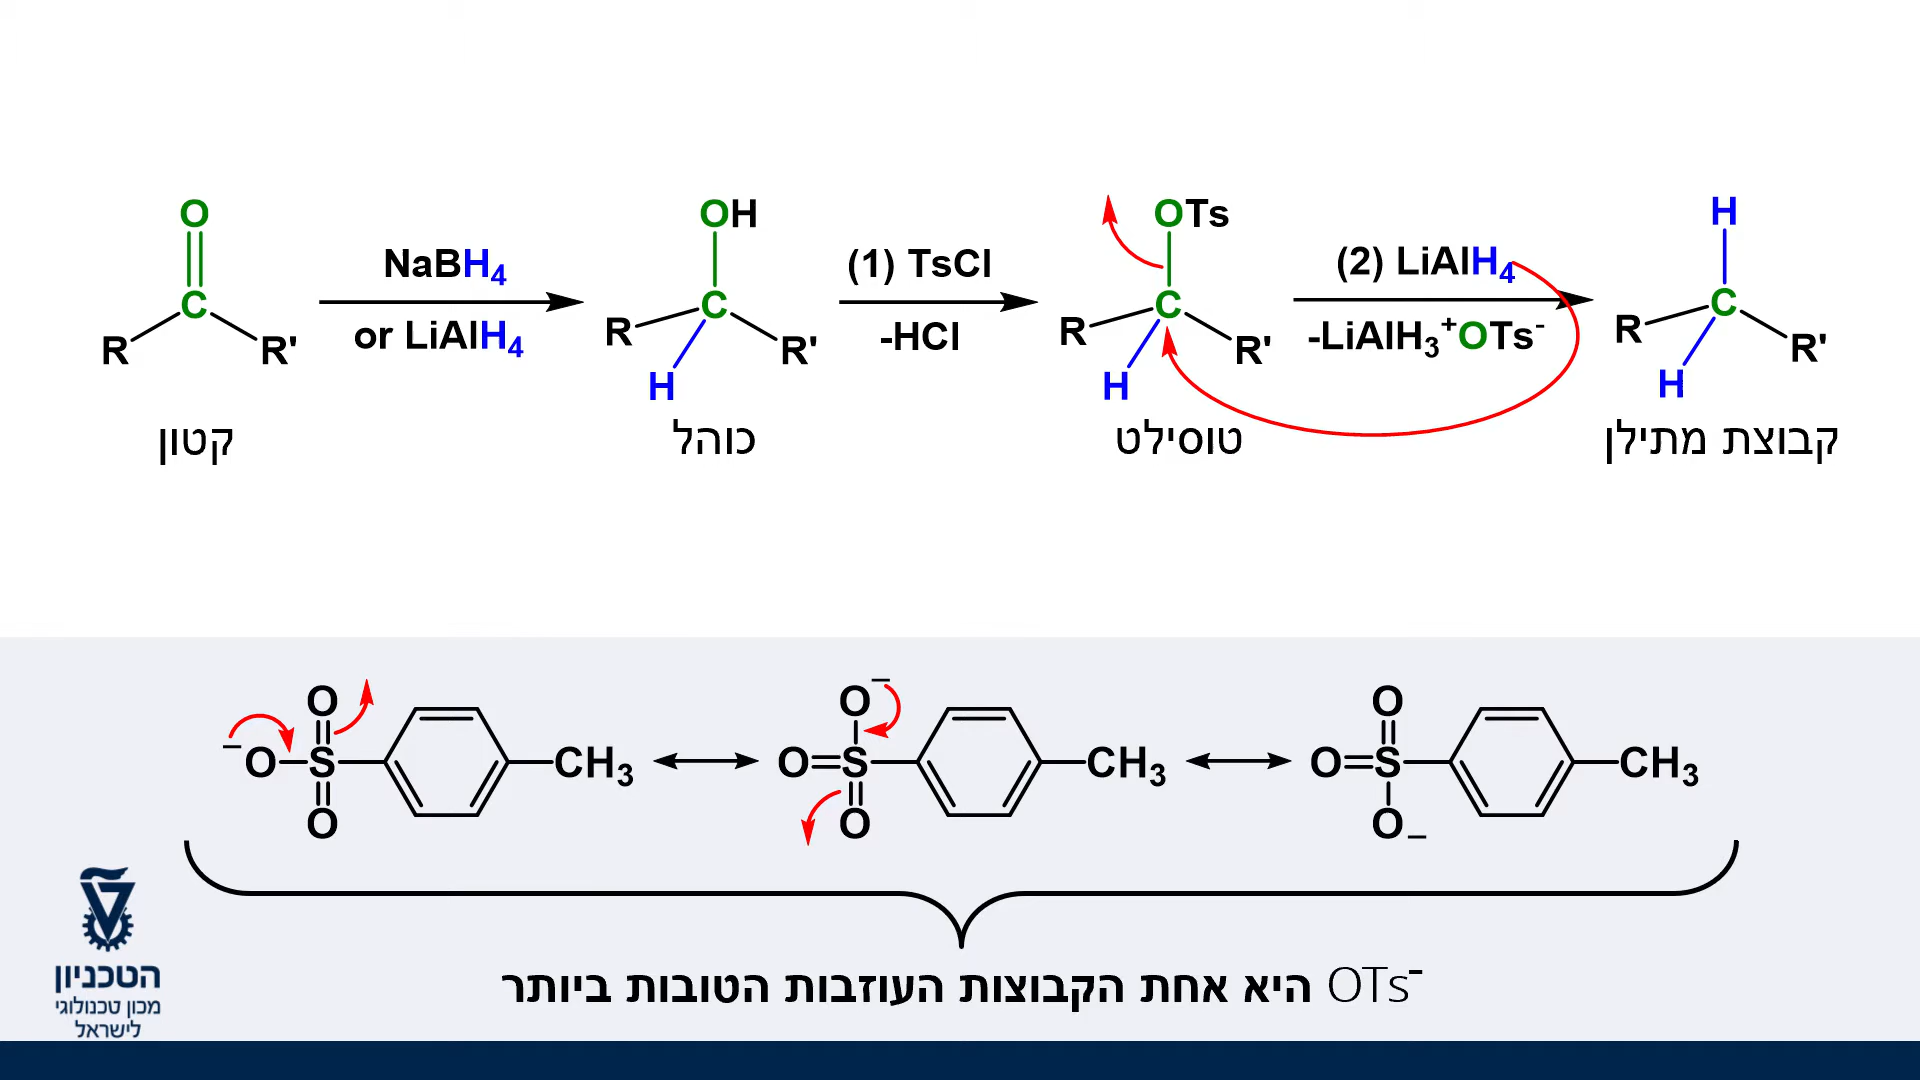 O
C
R R'
NaBH₄
or LiAlH₄
OH
C
R R'
H
(1) TsCl
-HCl
OTs
C
R R'
H
(2) LiAlH₄
-LiAlH₃⁺OTs⁻
H
C
R R'
H
קטון
כוהל
טוסילט
קבוצת מתילן
O O⁻ O
⁻O S CH₃ O S CH₃ O S CH₃
O O O⁻
OTs⁻ היא אחת הקבוצות העוזבות הטובות ביותר
הטכניון
מכון טכנולוגי
לישראל